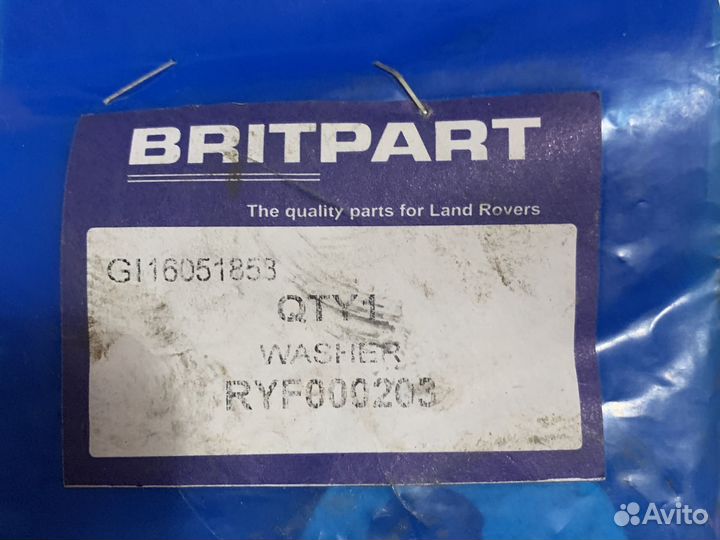 BRITPART
The quality parts for Land Rovers
GI16051853
QTY1
WASHER
RYF000203
Avito